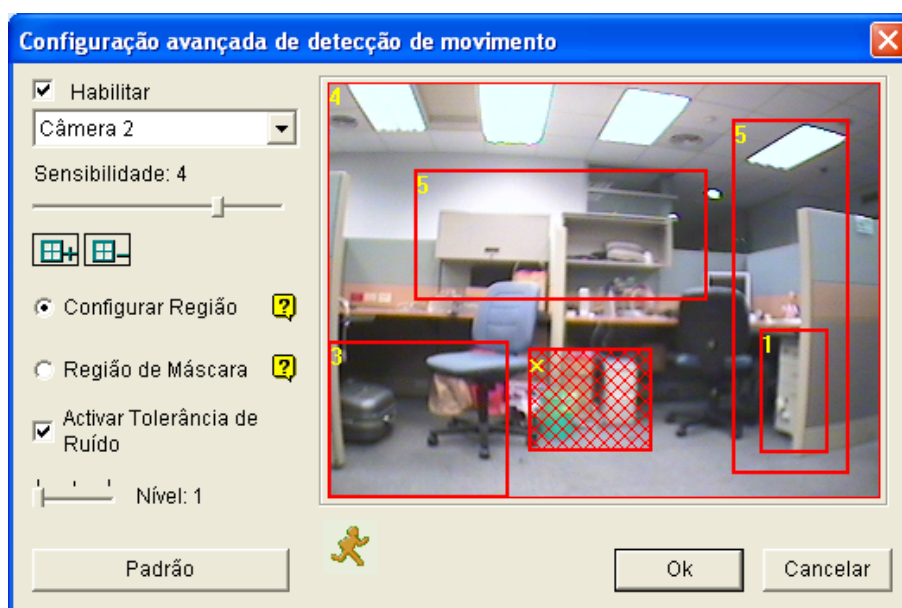 Configuração avançada de detecção de movimento
Habilitar
Câmera 2
Sensibilidade: 4
Configurar Região
?
Região de Máscara
?
Activar Tolerância de
Ruído
Nível: 1
Padrão
4
5
5
3
×
1
Ok
Cancelar